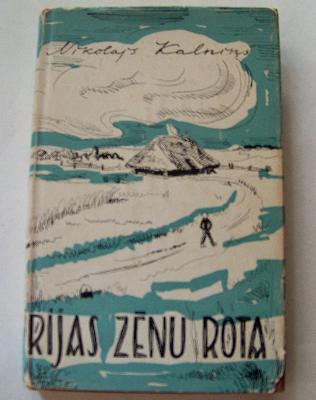 Nikolajs Kalniņš
RIJAS ZĒNU ROTA